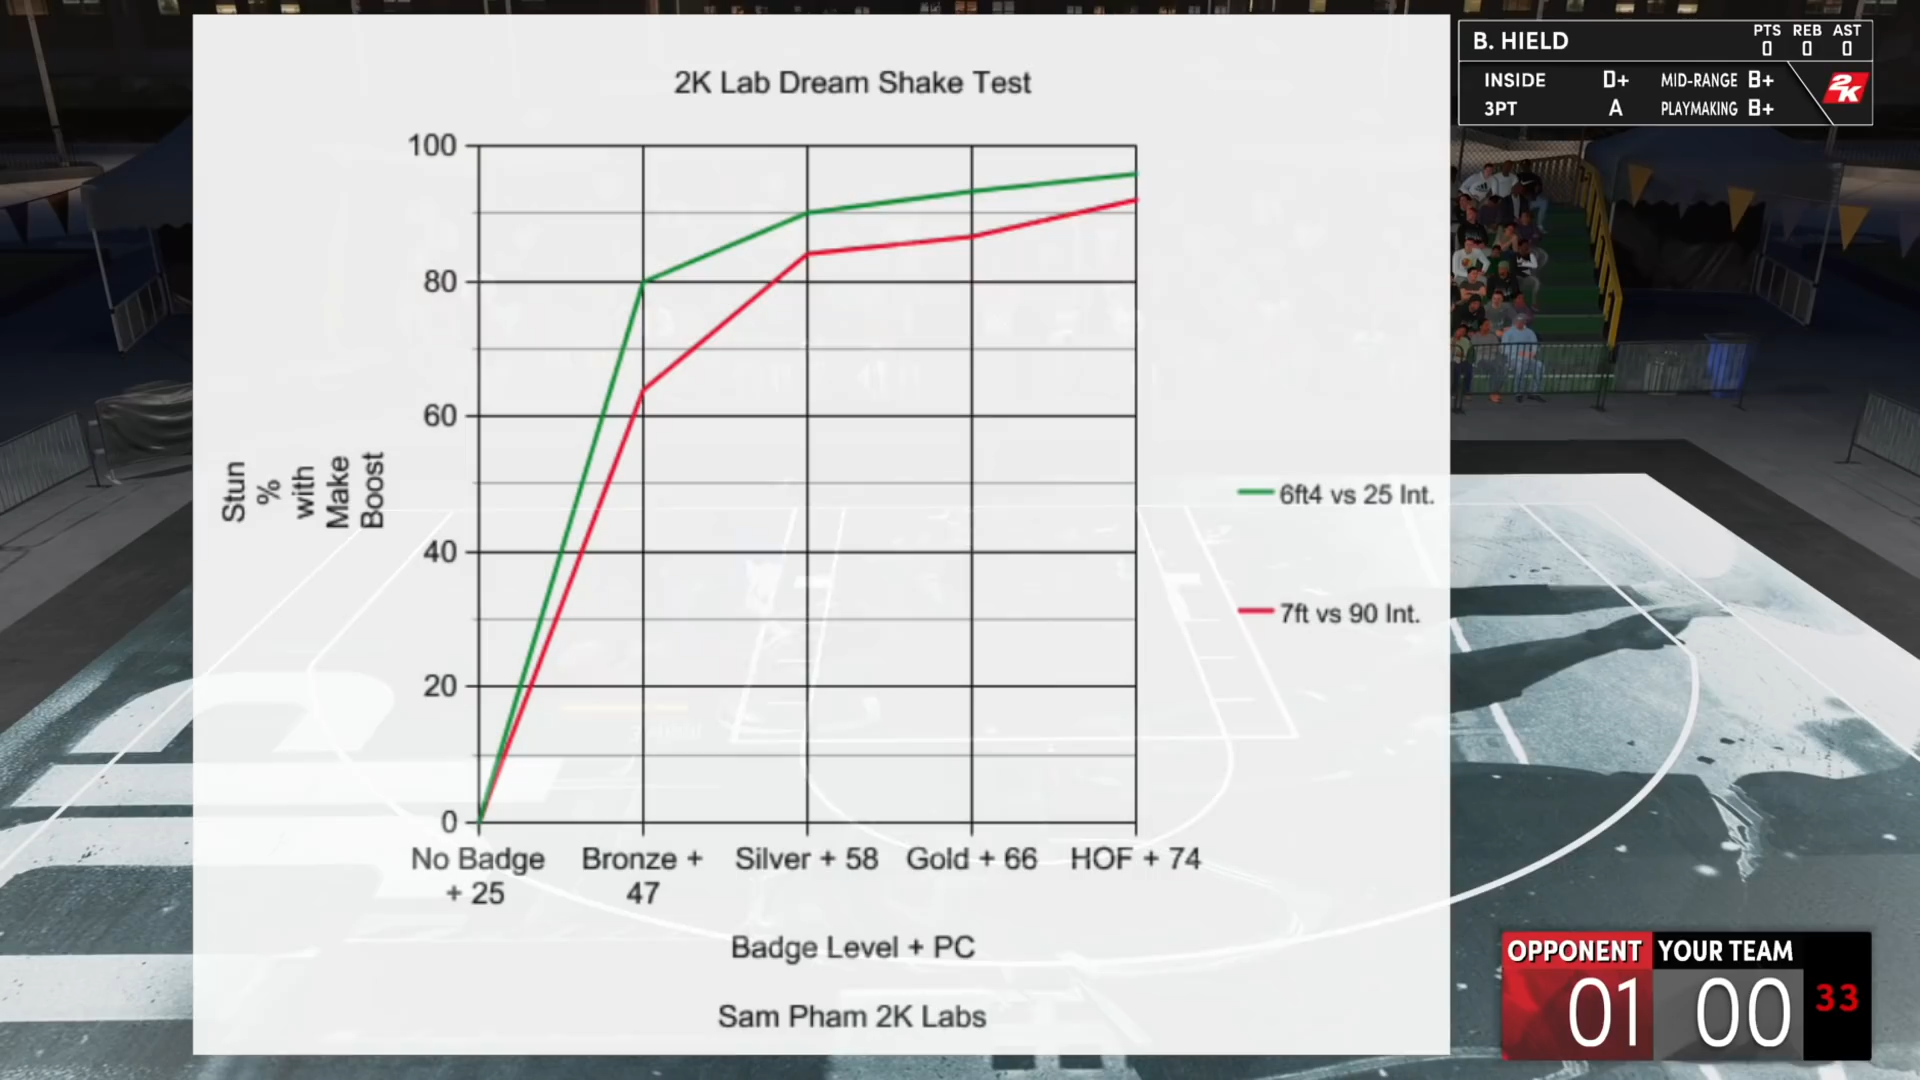 2K Lab Dream Shake Test
100
80
60
40
20
0
Stun
%
with
Make
Boost
No Badge
+ 25
Bronze +
47
Silver + 58
Gold + 66
HOF + 74
Badge Level + PC
Sam Pham 2K Labs
6ft4 vs 25 Int.
7ft vs 90 Int.
B. HIELD
PTS REB AST
0 0 0
INSIDE D+ MID-RANGE B+
3PT A PLAYMAKING B+
2K
OPPONENT YOUR TEAM
01 00 33